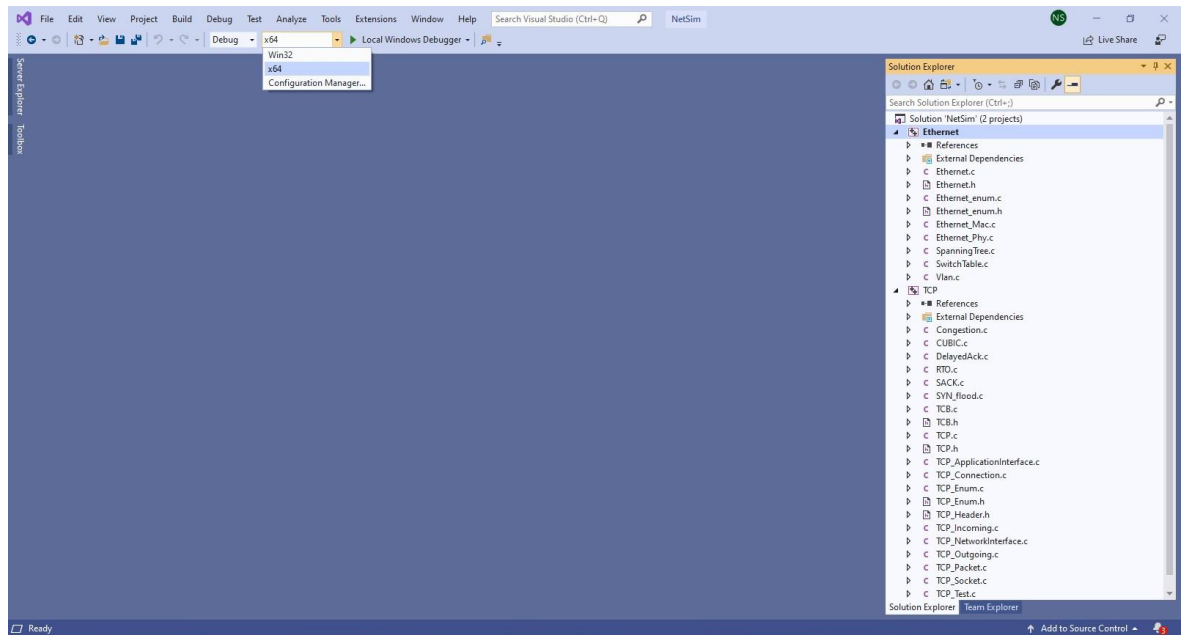 File Edit View Project Build Debug Test Analyze Tools Extensions Window Help Search Visual Studio (Ctrl+Q) NetSim NS
Debug x64 Local Windows Debugger Live Share
Win32
x64
Configuration Manager...
Server Explorer
Toolbox
Solution Explorer
Search Solution Explorer (Ctrl+;)
Solution 'NetSim' (2 projects)
Ethernet
References
External Dependencies
Ethernet.c
Ethernet.h
Ethernet_enum.c
Ethernet_enum.h
Ethernet_Mac.c
Ethernet_Phy.c
SpanningTree.c
SwitchTable.c
Vlan.c
TCP
References
External Dependencies
Congestion.c
CUBIC.c
DelayedAck.c
RTO.c
SACK.c
SYN_flood.c
TCB.c
TCB.h
TCP.c
TCP.h
TCP_ApplicationInterface.c
TCP_Connection.c
TCP_Enum.c
TCP_Enum.h
TCP_Header.h
TCP_Incoming.c
TCP_NetworkInterface.c
TCP_Outgoing.c
TCP_Packet.c
TCP_Socket.c
TCP_Test.c
Solution Explorer Team Explorer
Ready Add to Source Control 3